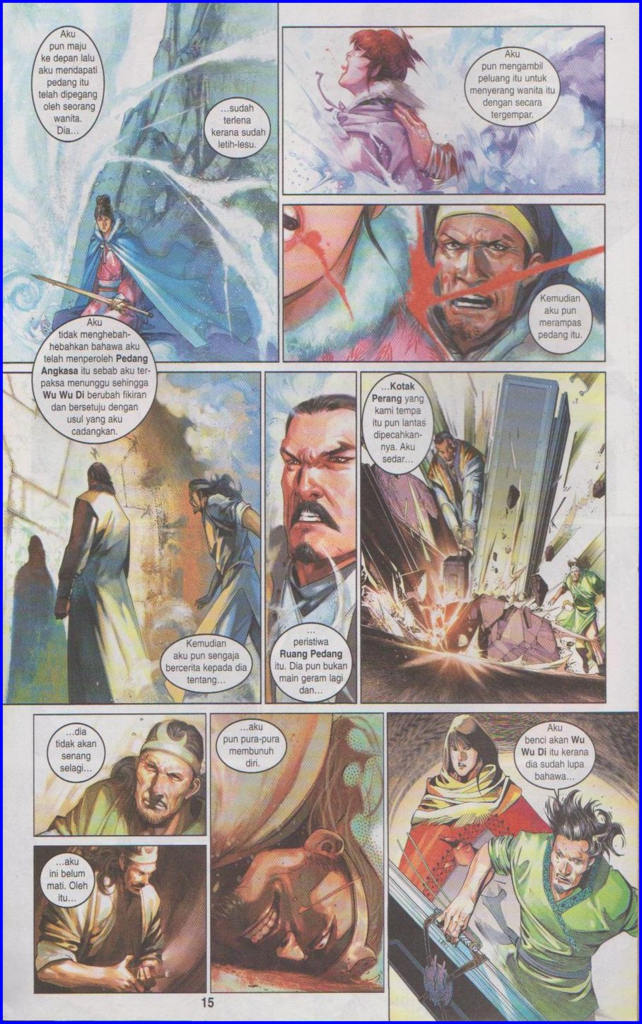 Aku
pun maju
ke depan lalu
aku mendapati
pedang itu
telah dipegang
oleh seorang
wanita.
Dia…
…sudah
terlena
kerana sudah
letih-lesu.
Aku
pun mengambil
peluang itu untuk
menyerang wanita itu
dengan secara
tergempar.
Kemudian
aku pun
merampas
pedang itu.
Aku
tidak menghebah-
hebahkan bahawa aku
telah menperoleh Pedang
Angkasa itu sebab aku ter-
paksa menunggu sehingga
Wu Wu Di berubah fikiran
dan bersetuju dengan
usul yang aku
cadangkan.
Kemudian
aku pun sengaja
bercerita kepada dia
tentang…
…
peristiwa
Ruang Pedang
itu. Dia pun bukan
main geram lagi
dan…
…Kotak
Perang yang
kami tempa
itu pun lantas
dipecahkan-
nya. Aku
sedar…
…dia
tidak akan
senang
selagi…
…aku
ini belum
mati. Oleh
itu…
…aku
pun pura-pura
membunuh
diri.
Aku
benci akan Wu
Wu Di itu kerana
dia sudah lupa
bahawa…
15